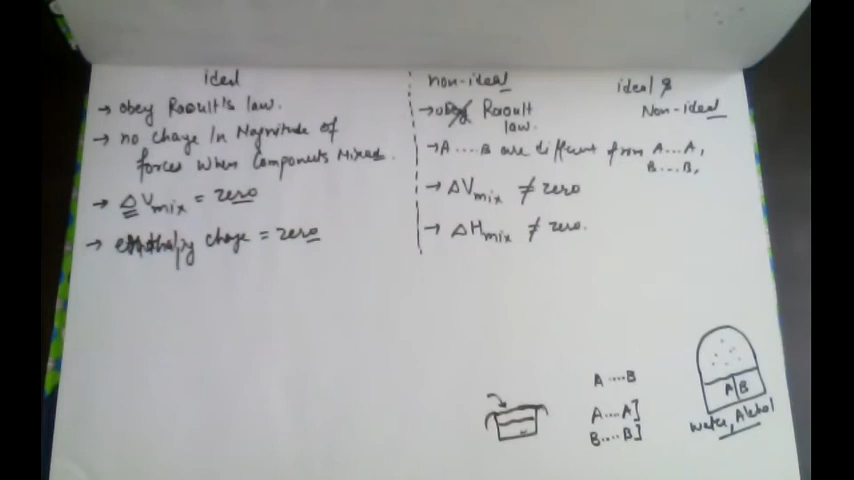 ideal
→ obey Raoult's law.
→ no change In Magnitude of
forces When Components Mixed.
→ ΔVmix = zero
→ enthalpy change = zero
non-ideal
→ obey Raoult
law.
→ A....B are different from A...A,
B....B,
→ ΔVmix ≠ zero
→ ΔHmix ≠ zero.
ideal &
Non-ideal
A....B
A....A]
B....B]
A|B
Water, Alcohol